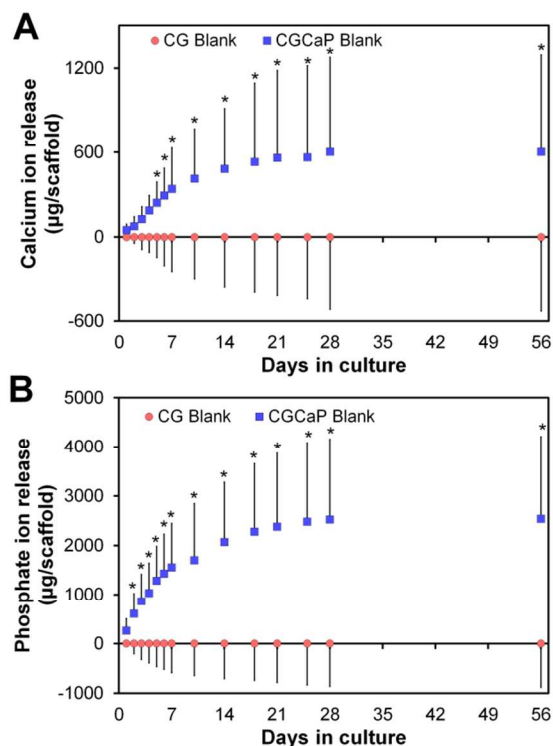 A
CG Blank CGCaP Blank
* * * * * * * * * * *
1200
600
0
-600
Calcium ion release
(µg/scaffold)
0 7 14 21 28 35 42 49 56
Days in culture
B
CG Blank CGCaP Blank
* * * * * * * * * * * * * *
5000
4000
3000
2000
1000
0
-1000
Phosphate ion release
(µg/scaffold)
0 7 14 21 28 35 42 49 56
Days in culture